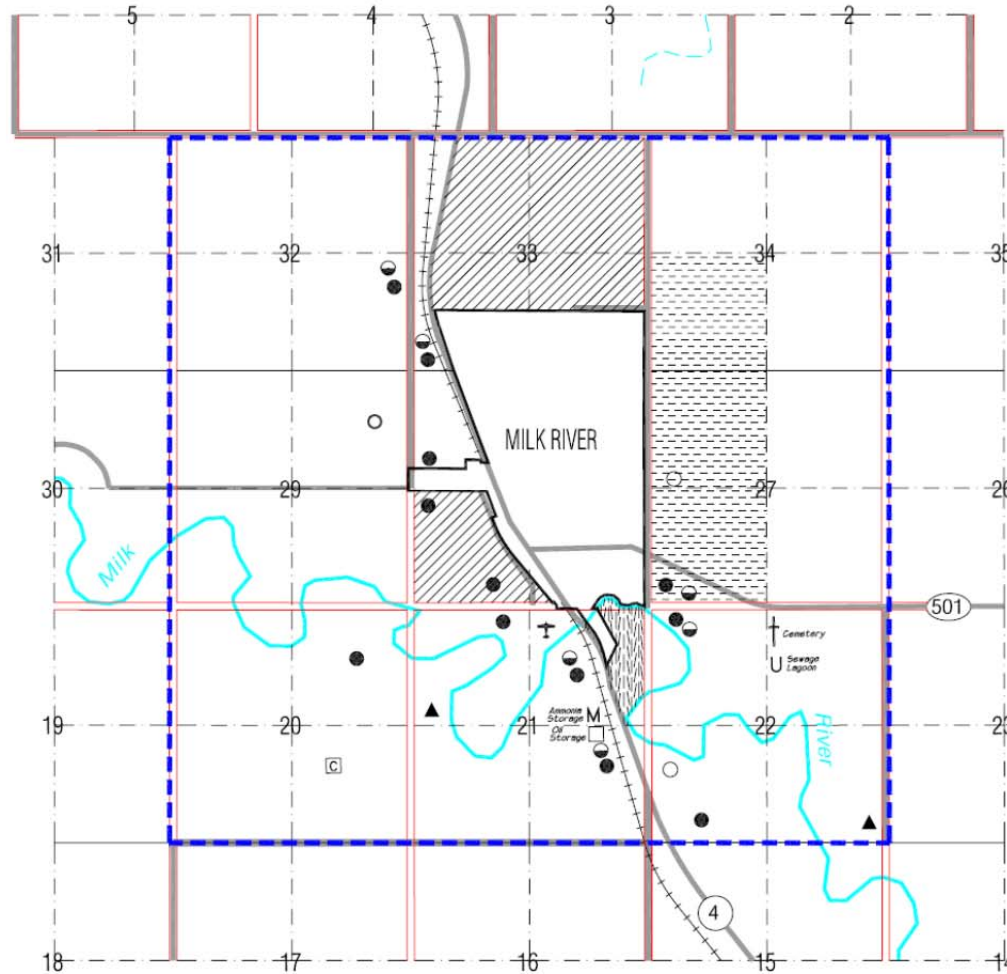 5 4 3 2
31 32 33 34 35
MILK RIVER
30 29 27 26
Milk
501
Cemetery
U Sewage
Lagoon
Ammonia
Storage M
Oil
Storage
19 20 21 22 23
River
C
4
18 17 16 15 14